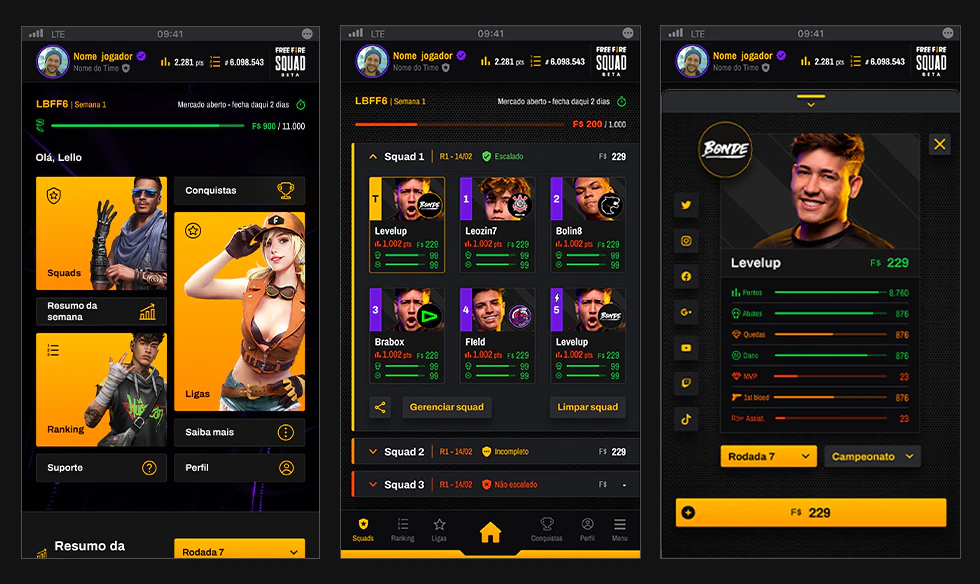 LTE 09:41
Nome jogador
Nome do Time
2.281 pts
# 6.098.543
FREE FIRE
SQUAD
BETA
LBFF6 | Semana 1
Mercado aberto - fecha daqui 2 dias
F$ 900 / 11.000
Olá, Lello
Squads
Conquistas
Resumo da
semana
Ligas
Ranking
Saiba mais
Suporte
Perfil
Resumo da
Rodada 7
LTE 09:41
Nome jogador
Nome do Time
2.281 pts
# 6.098.543
FREE FIRE
SQUAD
BETA
LBFF6 | Semana 1
Mercado aberto - fecha daqui 2 dias
F$ 200 / 1.000
Squad 1 | R1 - 14/02 Escalado F$ 229
T
BONDE
Levelup
1,002 pts F$ 229
99
99
1
Leozin7
1,002 pts F$ 229
99
99
2
Bolin8
1,002 pts F$ 229
99
99
3
Brabox
1,002 pts F$ 229
99
99
4
Fleld
1,002 pts F$ 229
99
99
5
BONDE
Levelup
1,002 pts F$ 229
99
99
Gerenciar squad
Limpar squad
Squad 2 | R1 - 14/02 Incompleto F$ 229
Squad 3 | R1 - 14/02 Não escalado F$ -
Squads
Ranking
Ligas
Conquistas
Perfil
Menu
LTE 09:41
Nome jogador
Nome do Time
2.281 pts
# 6.098.543
FREE FIRE
SQUAD
BETA
BONDE
Levelup F$ 229
Pontos 8.760
Abates 876
Quedas 876
Dano 876
MVP 23
1st blood 876
Assist. 23
Rodada 7
Campeonato
F$ 229